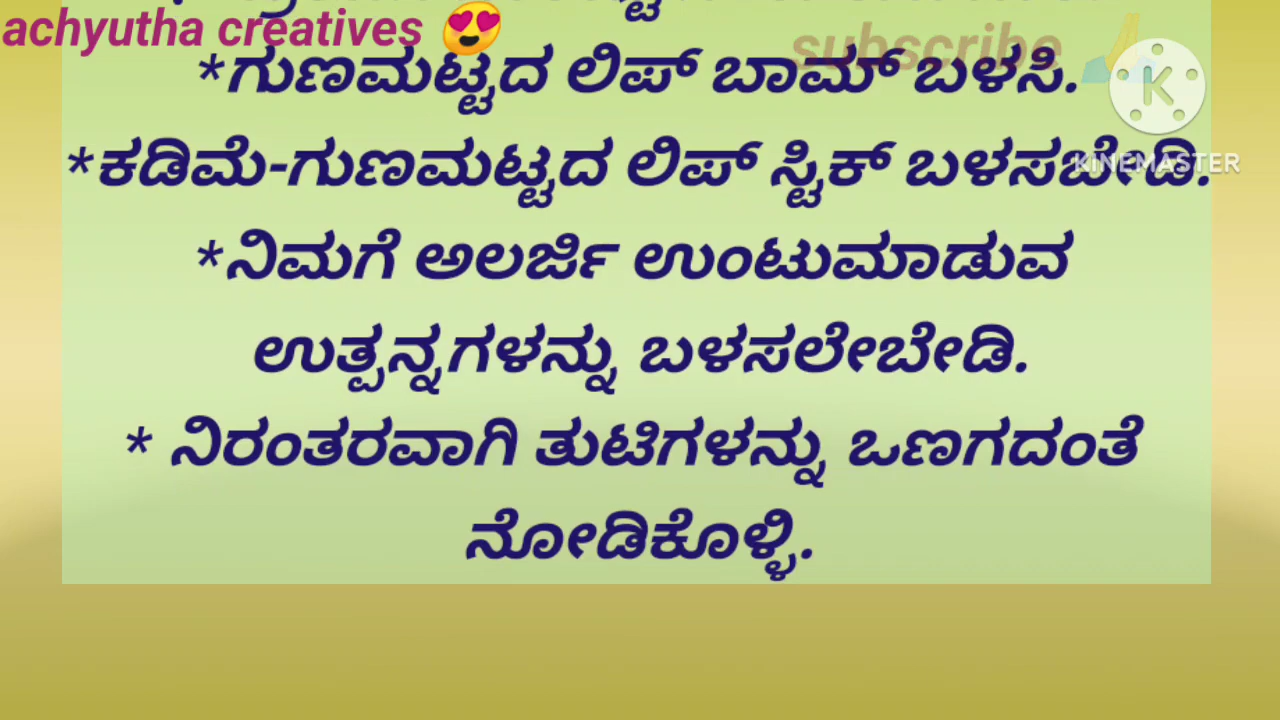 achyutha creatives 😍
subscribe
*ಗುಣಮಟ್ಟದ ಲಿಪ್ ಬಾಮ್ ಬಳಸಿ.
*ಕಡಿಮೆ-ಗುಣಮಟ್ಟದ ಲಿಪ್ ಸ್ಟಿಕ್ ಬಳಸಬೇಡಿ.
KINEMASTER
*ನಿಮಗೆ ಅಲರ್ಜಿ ಉಂಟುಮಾಡುವ
ಉತ್ಪನ್ನಗಳನ್ನು ಬಳಸಲೇಬೇಡಿ.
* ನಿರಂತರವಾಗಿ ತುಟಿಗಳನ್ನು ಒಣಗದಂತೆ
ನೋಡಿಕೊಳ್ಳಿ.